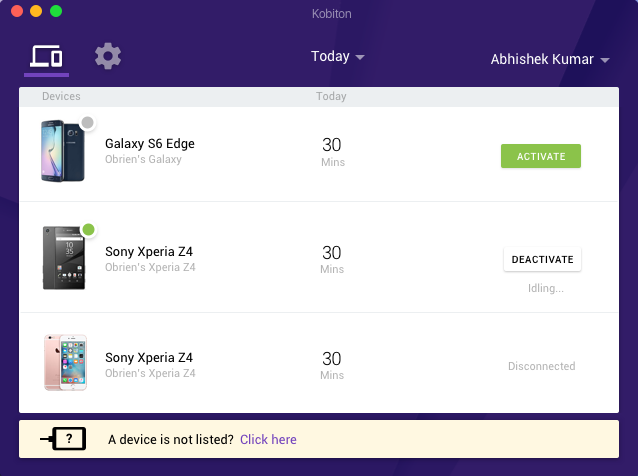 Kobiton
Today
Abhishek Kumar
Devices
Today
Galaxy S6 Edge
Obrien's Galaxy
30
Mins
ACTIVATE
Sony Xperia Z4
Obrien's Xperia Z4
30
Mins
DEACTIVATE
Idling...
Sony Xperia Z4
Obrien's Xperia Z4
30
Mins
Disconnected
?
A device is not listed? Click here